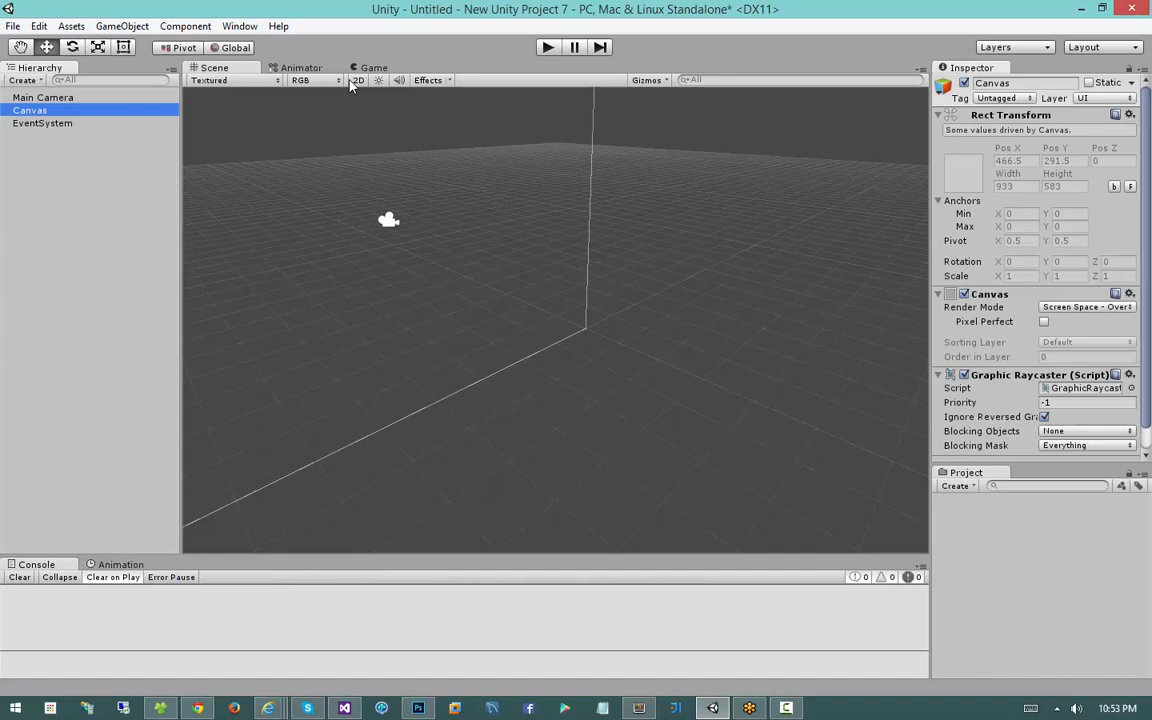 Unity - Untitled - New Unity Project 7 - PC, Mac & Linux Standalone* <DX11>
File Edit Assets GameObject Component Window Help
Pivot Global Layers Layout
Hierarchy Scene Animator Game Inspector
Create All Textured RGB 2D Effects Gizmos All Canvas Static
Main Camera Tag Untagged Layer UI
Canvas Rect Transform
EventSystem Some values driven by Canvas.
Pos X Pos Y Pos Z
466.5 291.5 0
Width Height
933 583 R
Anchors
Min X 0 Y 0
Max X 0 Y 0
Pivot X 0.5 Y 0.5
Rotation X 0 Y 0 Z 0
Scale X 1 Y 1 Z 1
Canvas
Render Mode Screen Space - Over
Pixel Perfect
Sorting Layer Default
Order in Layer 0
Graphic Raycaster (Script)
Script GraphicRaycast
Priority -1
Ignore Reversed Gra
Blocking Objects None
Blocking Mask Everything
Project
Create
Console Animation
Clear Collapse Clear on Play Error Pause 0 0 0
10:53 PM